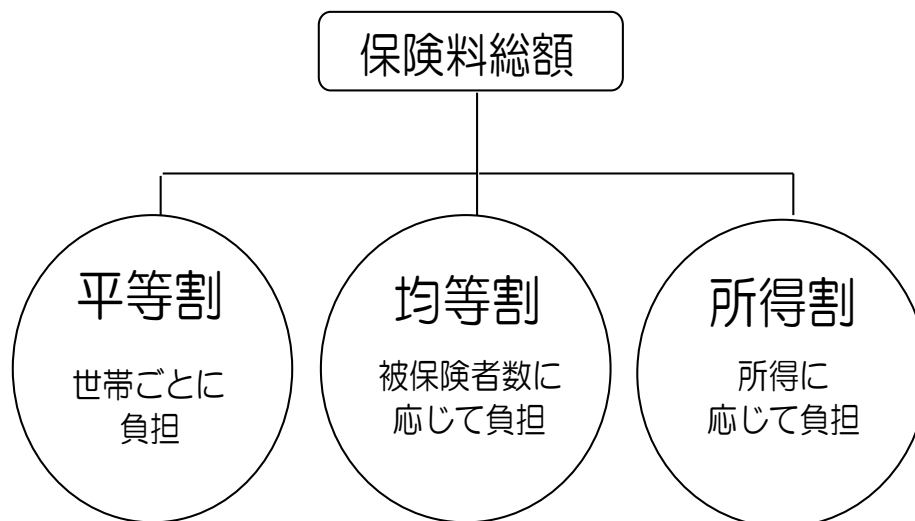 保険料総額
平等割
世帯ごとに
負担
均等割
被保険者数に
応じて負担
所得割
所得に
応じて負担